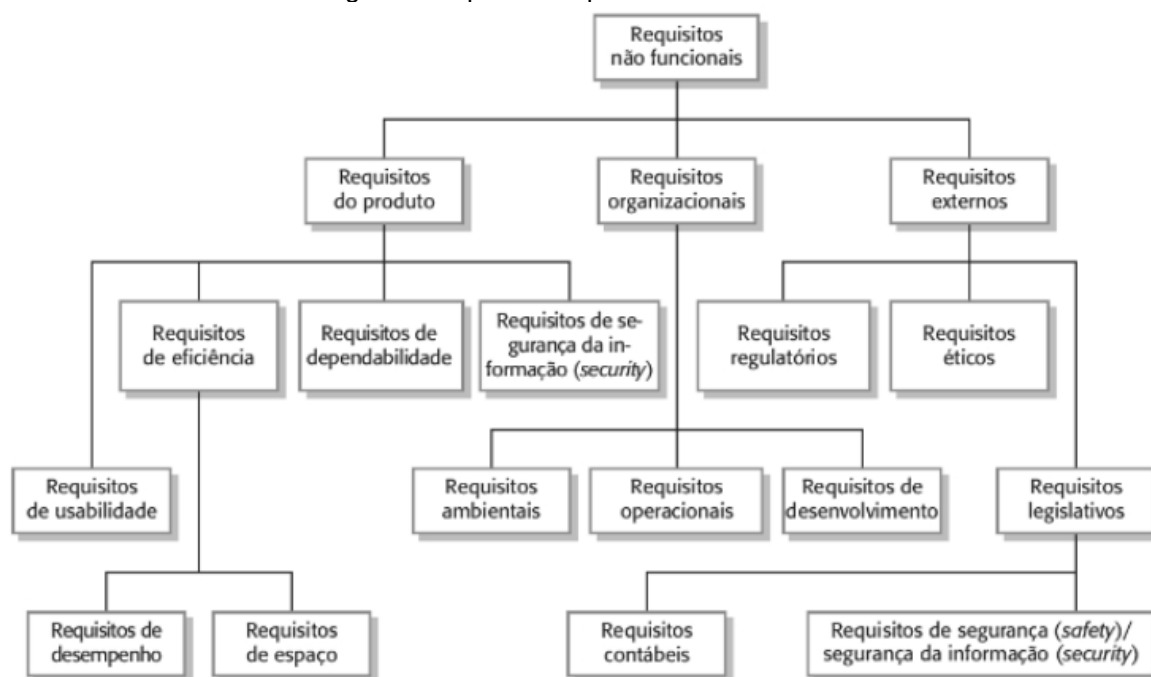 Requisitos
não funcionais
Requisitos
do produto
Requisitos
organizacionais
Requisitos
externos
Requisitos
de eficiência
Requisitos de
dependabilidade
Requisitos de se-
gurança da in-
formação (security)
Requisitos
regulatórios
Requisitos
éticos
Requisitos
de usabilidade
Requisitos
ambientais
Requisitos
operacionais
Requisitos de
desenvolvimento
Requisitos
legislativos
Requisitos de
desempenho
Requisitos
de espaço
Requisitos
contábeis
Requisitos de segurança (safety)/
segurança da informação (security)